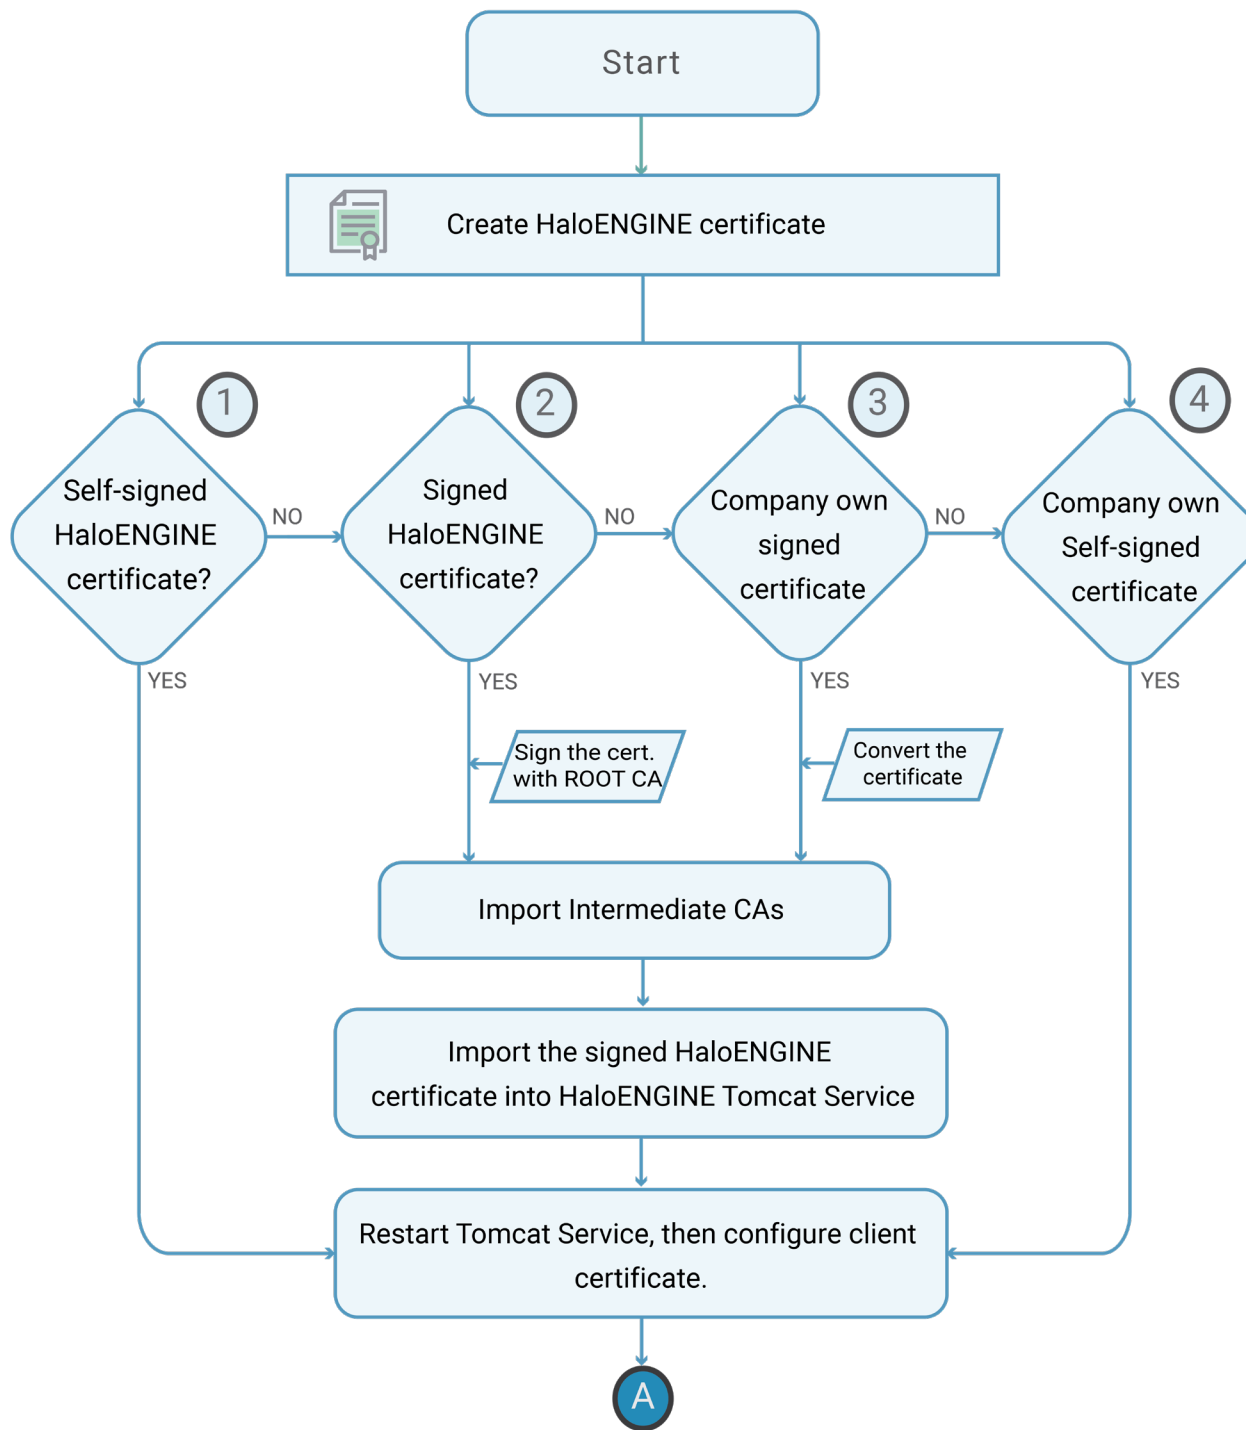 Start
Create HaloENGINE certificate
1
2
3
4
Self-signed
HaloENGINE
certificate?
NO
Signed
HaloENGINE
certificate?
NO
Company own
signed
certificate
NO
Company own
Self-signed
certificate
YES
YES
YES
YES
Sign the cert.
with ROOT CA
Convert the
certificate
Import Intermediate CAs
Import the signed HaloENGINE
certificate into HaloENGINE Tomcat Service
Restart Tomcat Service, then configure client
certificate.
A